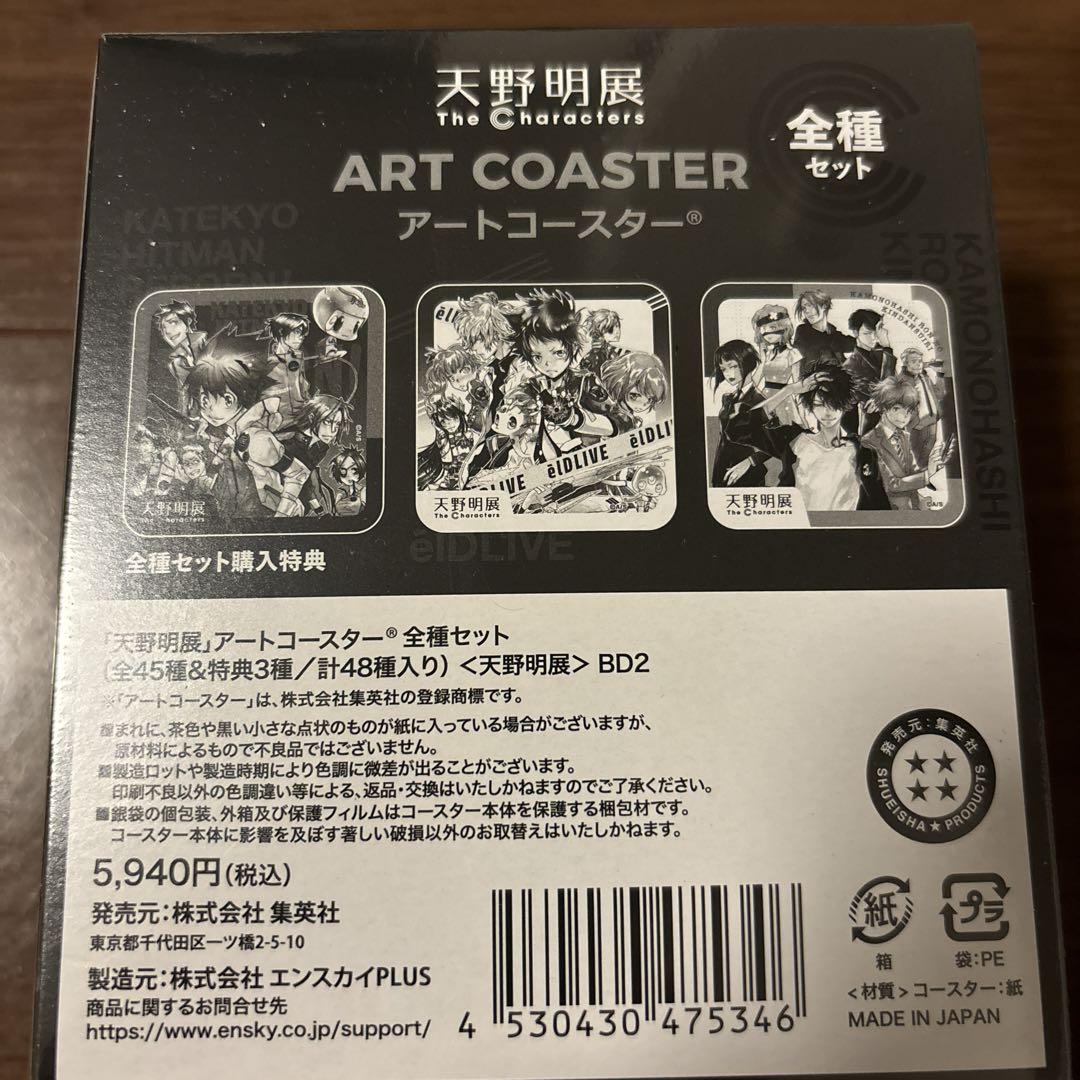 天野明展
The Characters
全種
セット
ART COASTER
アートコースター®
KATEKYO
HITMAN
KAMONOHASHI
天野明展
The Characters
ēlDLIVE
ēlDLIVE
天野明展
The Characters
©A/S
KAMONOHASHI
天野明展
The Characters
©A/S
全種セット購入特典
ēlDLIVE
「天野明展」アートコースター® 全種セット
(全45種&特典3種/計48種入り) <天野明展> BD2
※「アートコースター」は、株式会社集英社の登録商標です。
■まれに、茶色や黒い小さな点状のものが紙に入っている場合がございますが、
原材料によるもので不良品ではございません。
■製造ロットや製造時期により色調に微差が出ることがございます。
印刷不良以外の色調違い等による、返品・交換はいたしかねますのでご了承ください。
■銀袋の個包装、外箱及び保護フィルムはコースター本体を保護する梱包材です。
コースター本体に影響を及ぼす著しい破損以外のお取替えはいたしかねます。
発売元:集英社
SHUEISHA★PRODUCTS
5,940円(税込)
発売元:株式会社 集英社
東京都千代田区一ツ橋2-5-10
製造元:株式会社 エンスカイPLUS
商品に関するお問合せ先
https://www.ensky.co.jp/support/
4 530430 475346
紙
箱
プラ
袋:PE
<材質>コースター:紙
MADE IN JAPAN